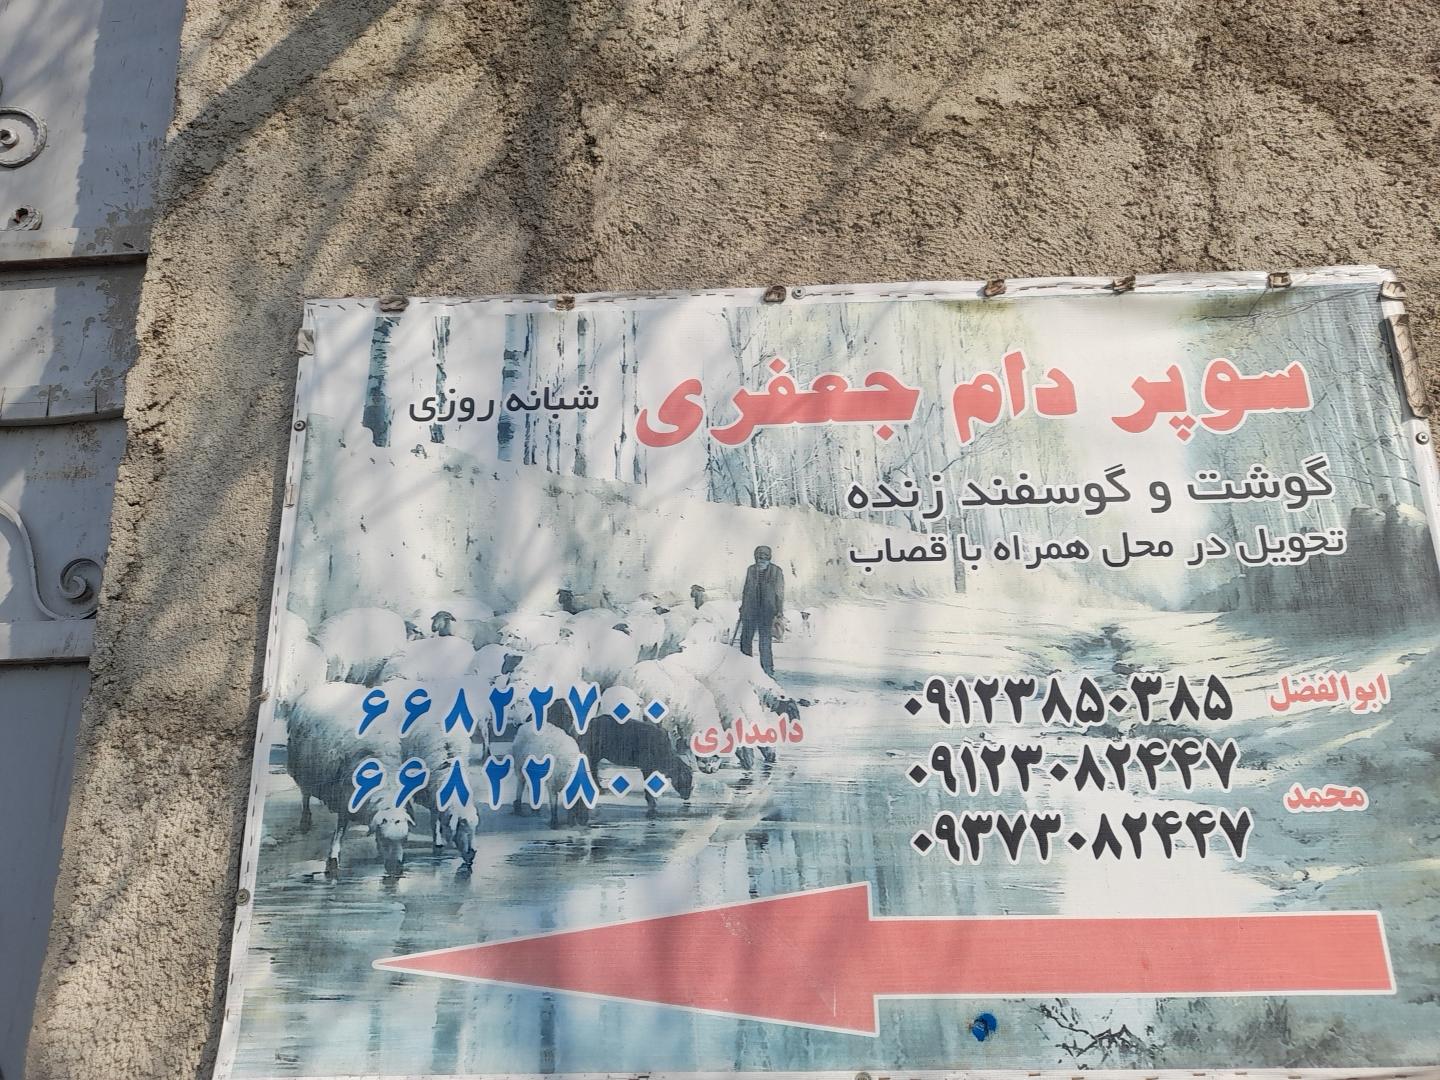 سوپر دام جعفری شبانه روزی
گوشت و گوسفند زنده
تحویل در محل همراه با قصاب
ابوالفضل ۰۹۱۲۳۸۵۰۳۸۵
محمد ۰۹۱۲۳۰۸۲۴۴۷
۰۹۳۷۳۰۸۲۴۴۷
دامداری ۶۶۸۲۲۷۰۰
۶۶۸۲۲۸۰۰